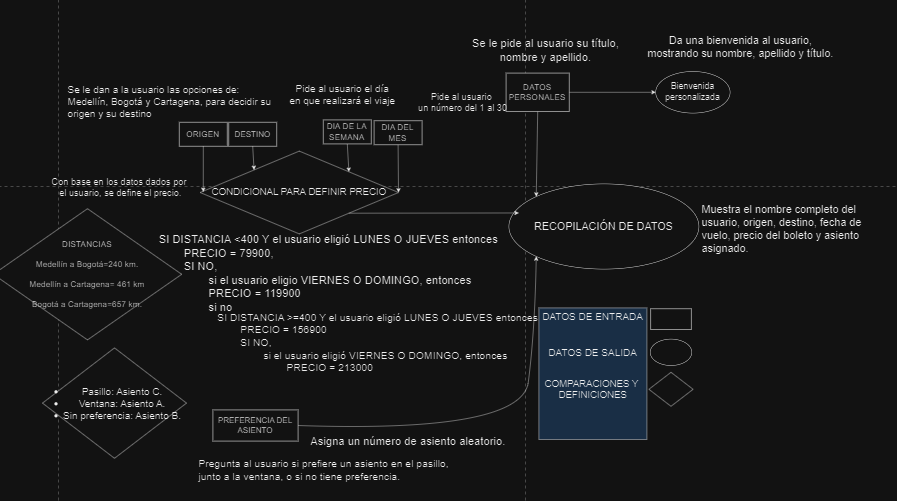 Se le pide al usuario su título,
nombre y apellido.
Da una bienvenida al usuario,
mostrando su nombre, apellido y título.
Se le dan a la usuario las opciones de:
Medellín, Bogotá y Cartagena, para decidir su
origen y su destino
Pide al usuario el día
en que realizará el viaje
Pide al usuario
un número del 1 al 30
DATOS
PERSONALES
Bienvenida
personalizada
ORIGEN
DESTINO
DIA DE LA
SEMANA
DIA DEL
MES
Con base en los datos dados por
el usuario, se define el precio.
CONDICIONAL PARA DEFINIR PRECIO
RECOPILACIÓN DE DATOS
Muestra el nombre completo del
usuario, origen, destino, fecha de
vuelo, precio del boleto y asiento
asignado.
DISTANCIAS
Medellín a Bogotá=240 km.
Medellín a Cartagena= 461 km
Bogotá a Cartagena=657 km.
SI DISTANCIA <400 Y el usuario eligió LUNES O JUEVES entonces
PRECIO = 79900,
SI NO,
si el usuario eligio VIERNES O DOMINGO, entonces
PRECIO = 119900
si no
SI DISTANCIA >=400 Y el usuario eligió LUNES O JUEVES entonces
PRECIO = 156900
SI NO,
si el usuario eligió VIERNES O DOMINGO, entonces
PRECIO = 213000
DATOS DE ENTRADA
DATOS DE SALIDA
COMPARACIONES Y
DEFINICIONES
• Pasillo: Asiento C.
• Ventana: Asiento A.
• Sin preferencia: Asiento B.
PREFERENCIA DEL
ASIENTO
Asigna un número de asiento aleatorio.
Pregunta al usuario si prefiere un asiento en el pasillo,
junto a la ventana, o si no tiene preferencia.